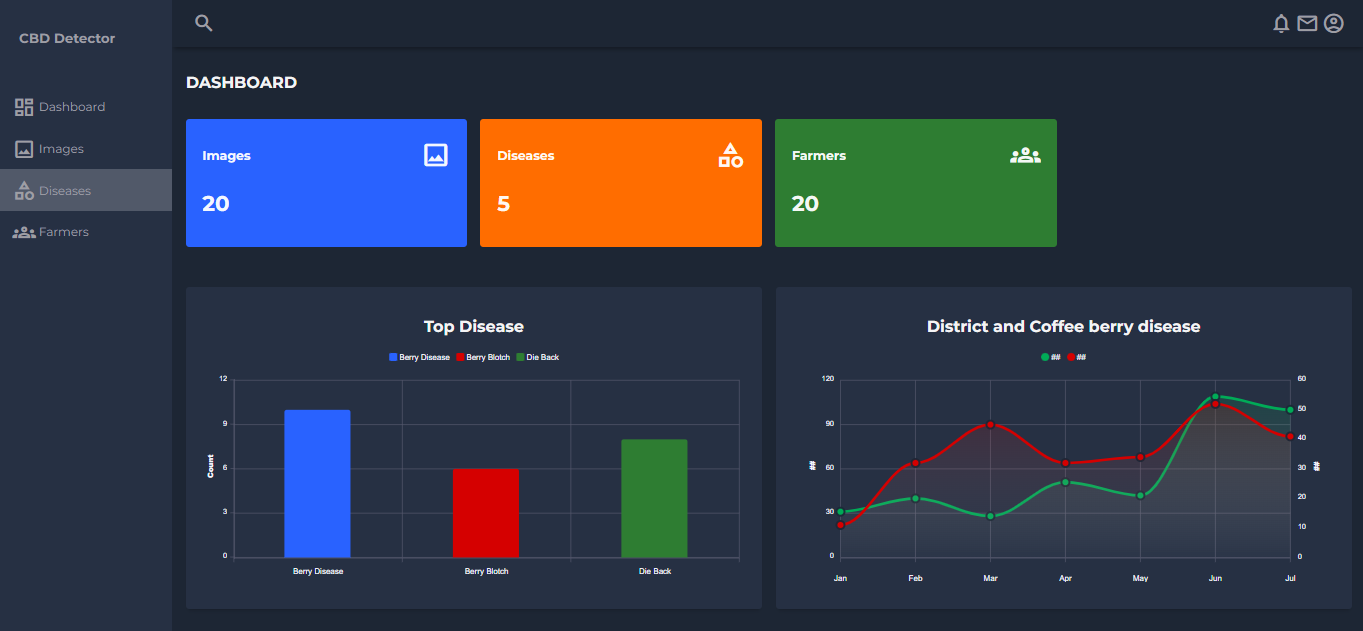 CBD Detector
Dashboard
Images
Diseases
Farmers
DASHBOARD
Images
20
Diseases
5
Farmers
20
Top Disease
Berry Disease Berry Blotch Die Back
12
9
6
3
0
Count
Berry Disease Berry Blotch Die Back
District and Coffee berry disease
## ##
120
90
60
30
0
##
60
50
40
30
20
10
0
##
Jan Feb Mar Apr May Jun Jul